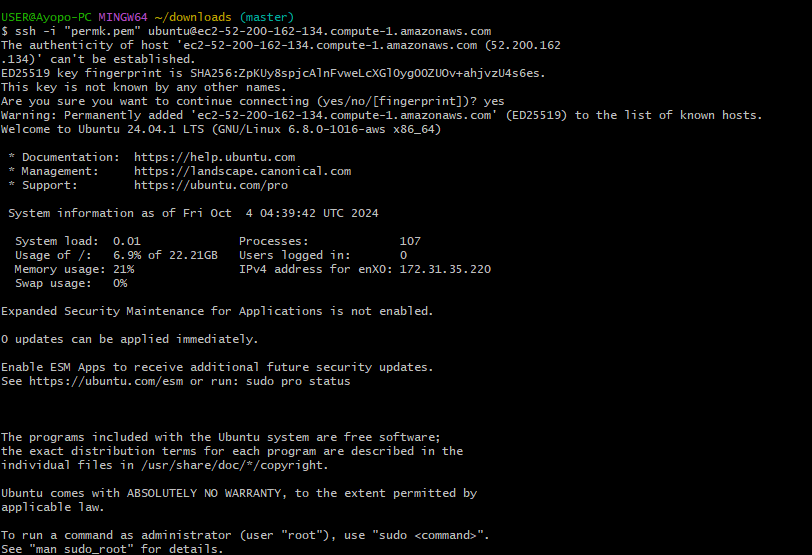 USER@Ayopo-PC MINGW64 ~/downloads (master)
$ ssh -i "permk.pem" ubuntu@ec2-52-200-162-134.compute-1.amazonaws.com
The authenticity of host 'ec2-52-200-162-134.compute-1.amazonaws.com (52.200.162
.134)' can't be established.
ED25519 key fingerprint is SHA256:ZpKUy8spjcAlnFvweLcXGlOygOOZUOv+ahjvzU4s6es.
This key is not known by any other names.
Are you sure you want to continue connecting (yes/no/[fingerprint])? yes
Warning: Permanently added 'ec2-52-200-162-134.compute-1.amazonaws.com' (ED25519) to the list of known hosts.
Welcome to Ubuntu 24.04.1 LTS (GNU/Linux 6.8.0-1016-aws x86_64)
* Documentation:  https://help.ubuntu.com
* Management:     https://landscape.canonical.com
* Support:        https://ubuntu.com/pro
System information as of Fri Oct  4 04:39:42 UTC 2024
System load:  0.01               Processes:             107
Usage of /:   6.9% of 22.21GB   Users logged in:       0
Memory usage: 21%                IPv4 address for enX0: 172.31.35.220
Swap usage:   0%
Expanded Security Maintenance for Applications is not enabled.
0 updates can be applied immediately.
Enable ESM Apps to receive additional future security updates.
See https://ubuntu.com/esm or run: sudo pro status
The programs included with the Ubuntu system are free software;
the exact distribution terms for each program are described in the
individual files in /usr/share/doc/*/copyright.
Ubuntu comes with ABSOLUTELY NO WARRANTY, to the extent permitted by
applicable law.
To run a command as administrator (user "root"), use "sudo <command>".
See "man sudo_root" for details.